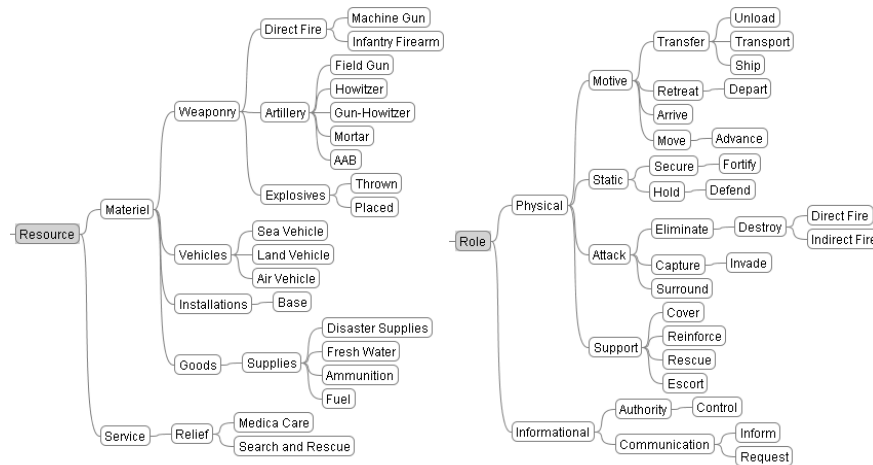 Resource
Materiel
Weaponry
Direct Fire
Machine Gun
Infantry Firearm
Artillery
Field Gun
Howitzer
Gun-Howitzer
Mortar
AAB
Explosives
Thrown
Placed
Vehicles
Sea Vehicle
Land Vehicle
Air Vehicle
Installations
Base
Goods
Supplies
Disaster Supplies
Fresh Water
Ammunition
Fuel
Service
Relief
Medica Care
Search and Rescue
Role
Physical
Motive
Transfer
Unload
Transport
Ship
Retreat
Depart
Arrive
Move
Advance
Static
Secure
Fortify
Hold
Defend
Attack
Eliminate
Destroy
Direct Fire
Indirect Fire
Capture
Invade
Surround
Support
Cover
Reinforce
Rescue
Escort
Informational
Authority
Control
Communication
Inform
Request